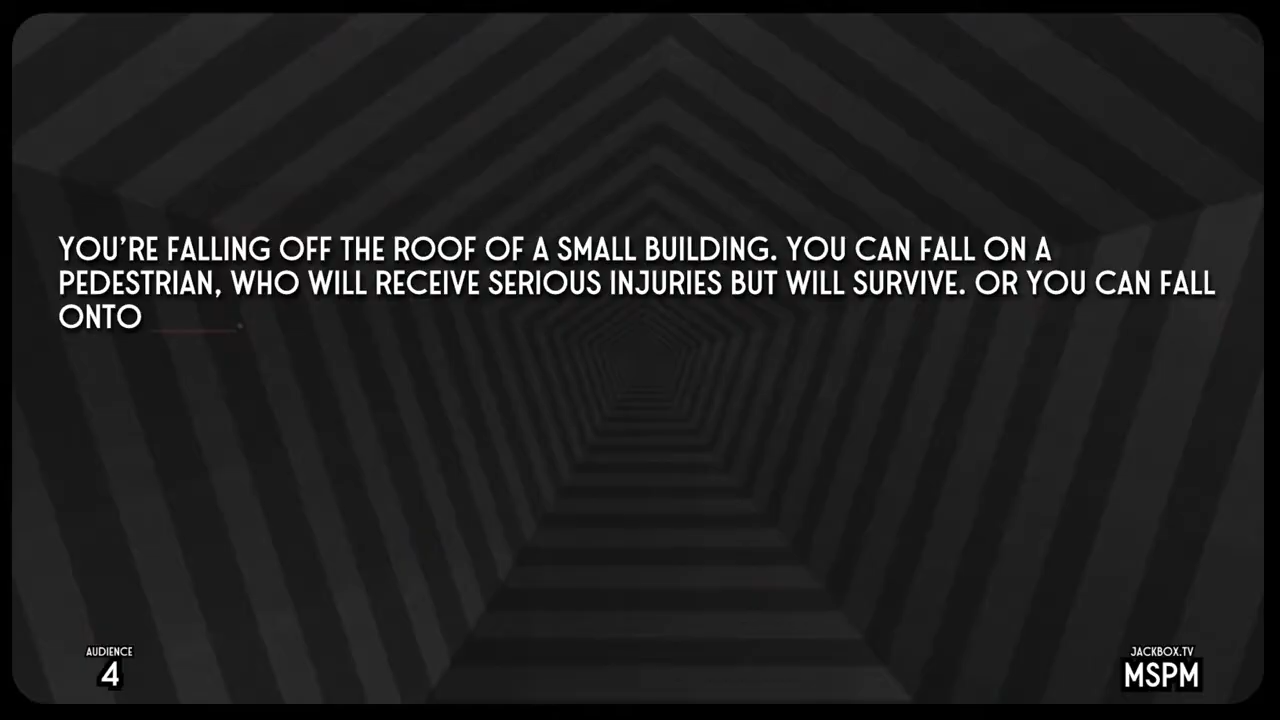 YOU'RE FALLING OFF THE ROOF OF A SMALL BUILDING. YOU CAN FALL ON A
PEDESTRIAN, WHO WILL RECEIVE SERIOUS INJURIES BUT WILL SURVIVE. OR YOU CAN FALL
ONTO ________.
AUDIENCE
4
JACKBOX.TV
MSPM